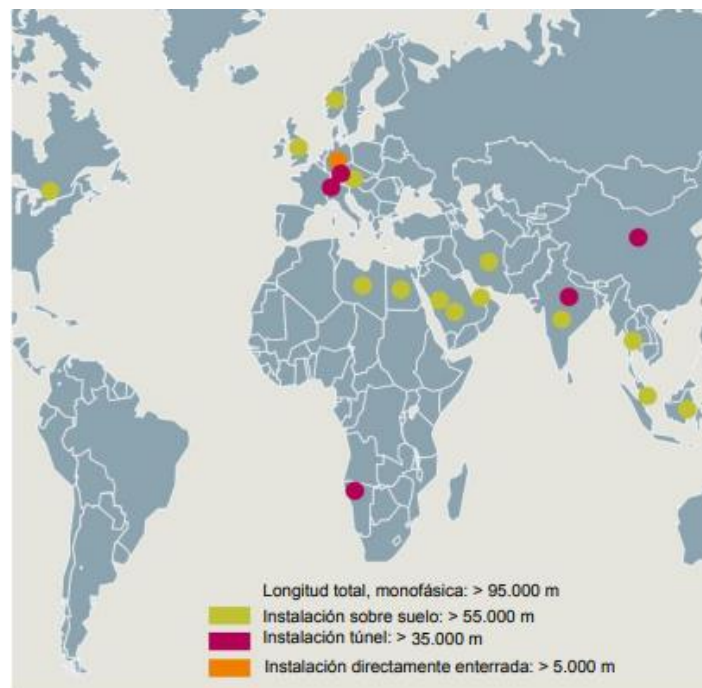 Longitud total, monofásica: > 95.000 m
Instalación sobre suelo: > 55.000 m
Instalación túnel: > 35.000 m
Instalación directamente enterrada: > 5.000 m